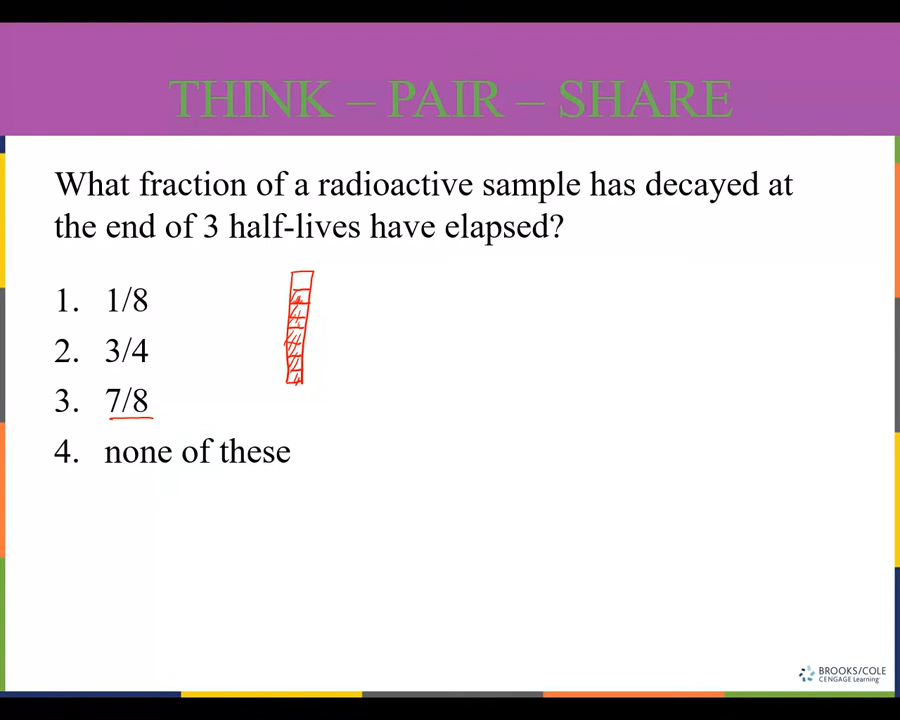 THINK – PAIR – SHARE
What fraction of a radioactive sample has decayed at
the end of 3 half-lives have elapsed?
1. 1/8
2. 3/4
3. 7/8
4. none of these
BROOKS/COLE
CENGAGE Learning